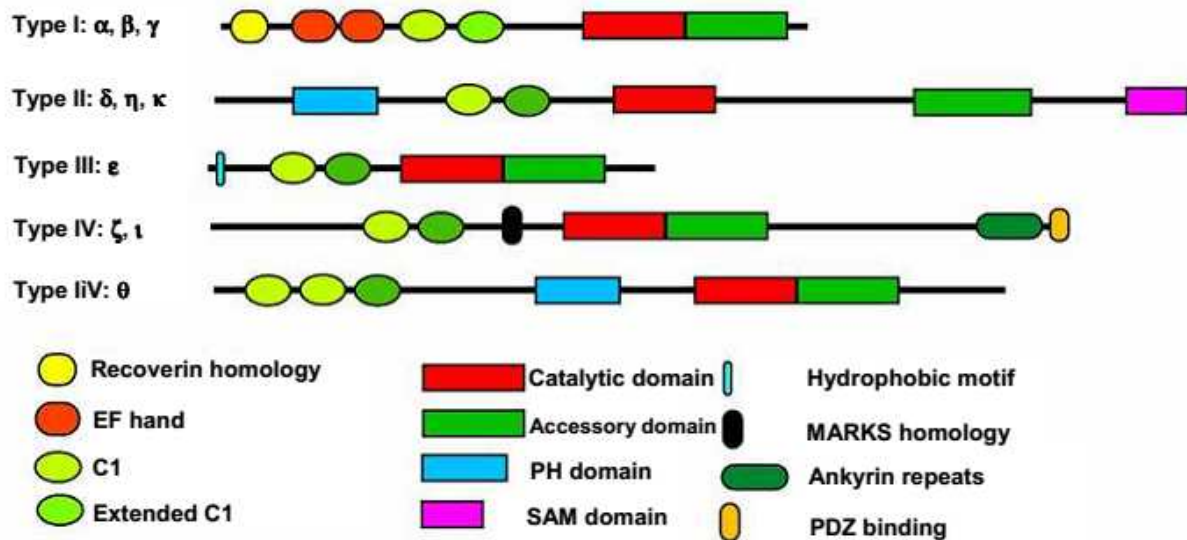 Type I: α, β, γ
Type II: δ, η, κ
Type III: ε
Type IV: ζ, ι
Type IiV: θ
Recoverin homology
EF hand
C1
Extended C1
Catalytic domain
Accessory domain
PH domain
SAM domain
Hydrophobic motif
MARKS homology
Ankyrin repeats
PDZ binding